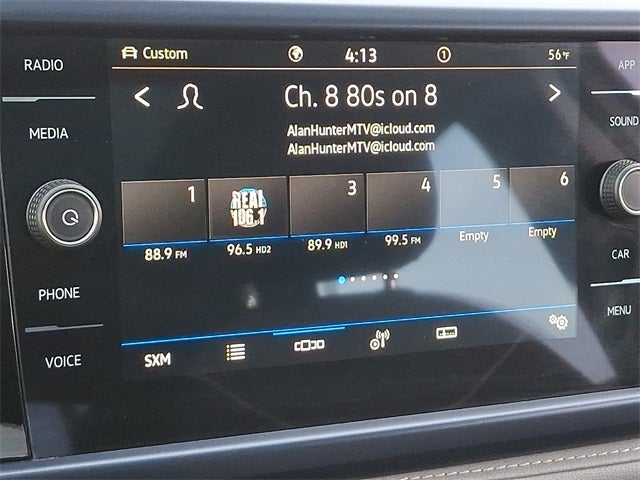 RADIO
MEDIA
PHONE
VOICE
Custom
4:13
1
56°F
Ch. 8 80s on 8
AlanHunterMTV@icloud.com
AlanHunterMTV@icloud.com
1
88.9 FM
REAL
106.1
96.5 HD2
3
89.9 HD1
4
99.5 FM
5
Empty
6
Empty
SXM
APP
SOUND
CAR
MENU